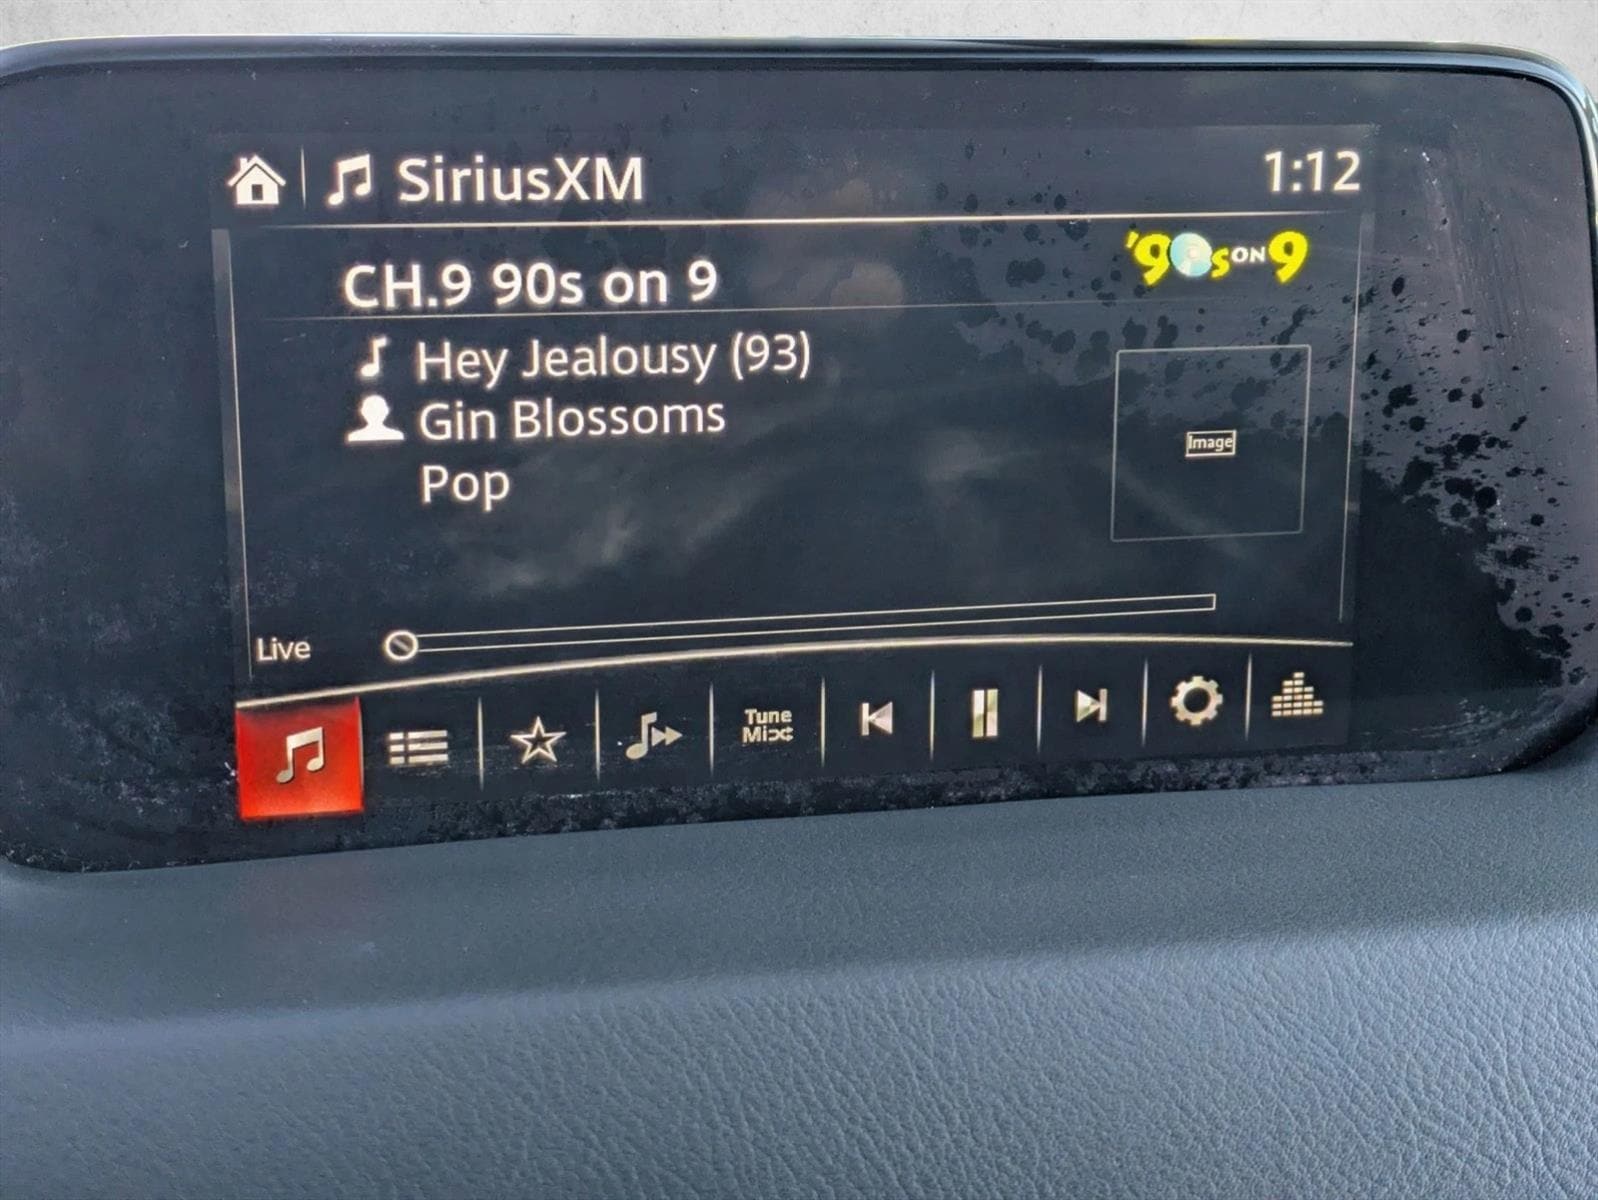 SiriusXM
1:12
CH.9 90s on 9
'90s ON 9
Hey Jealousy (93)
Gin Blossoms
Pop
Image
Live
Tune
Mix